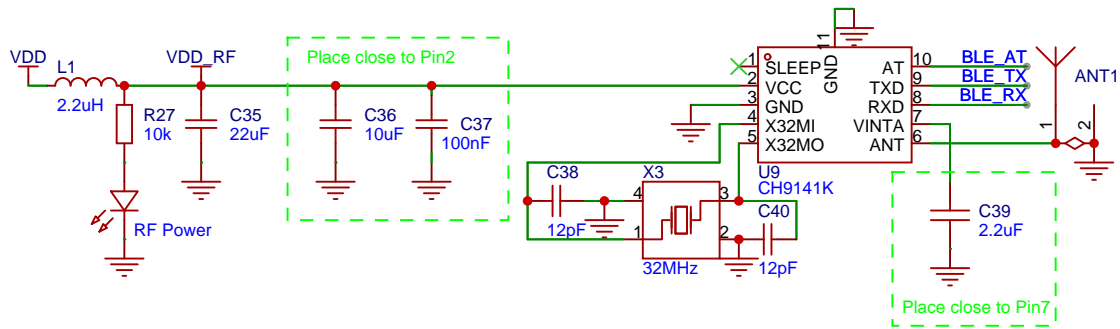 VDD
L1
2.2uH
VDD_RF
R27
10k
RF Power
C35
22uF
Place close to Pin2
C36
10uF
C37
100nF
1
SLEEP
2
VCC
3
GND
4
X32MI
5
X32MO
11
GND
AT
10
TXD
9
RXD
8
VINTA
7
ANT
6
BLE_AT
BLE_TX
BLE_RX
U9
CH9141K
ANT1
1
2
C38
12pF
X3
4
3
1
2
32MHz
C40
12pF
C39
2.2uF
Place close to Pin7